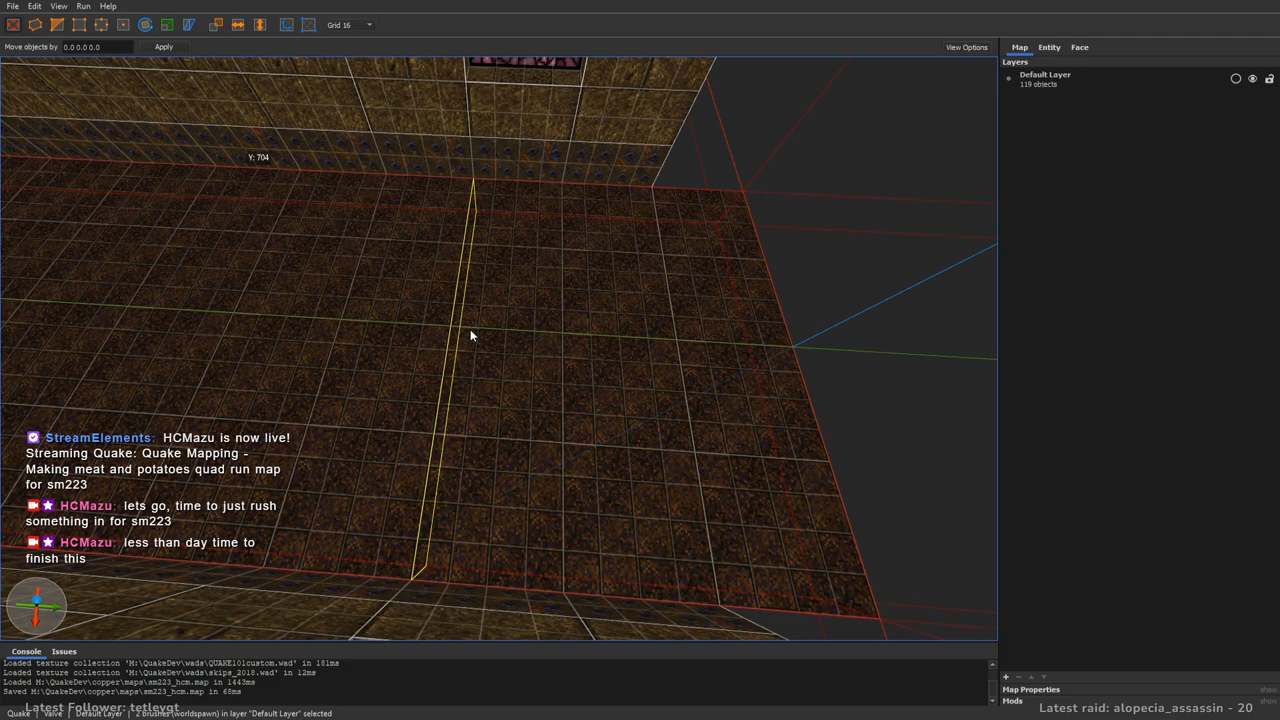 File Edit View Run Help
Grid 16
Move objects by 0.0 0.0 0.0 Apply View Options
Map Entity Face
Layers
Default Layer
119 objects
Y: 704
StreamElements: HCMazu is now live!
Streaming Quake: Quake Mapping -
Making meat and potatoes quad run map
for sm223
HCMazu: lets go, time to just rush
something in for sm223
HCMazu: less than day time to
finish this
Console Issues
Loaded texture collection 'M:\QuakeDev\wads\QUAKE101custom.wad' in 181ms
Loaded texture collection 'M:\QuakeDev\wads\skips_2018.wad' in 12ms
Loaded M:\QuakeDev\copper\maps\sm223_hcm.map in 1443ms
Saved M:\QuakeDev\copper\maps\sm223_hcm.map in 68ms
Map Properties show
Mods show
Latest Follower: tetleygt
Latest raid: alopecia_assassin - 20
Quake Valve Default Layer 2 brushes (worldspawn) in layer "Default Layer" selected